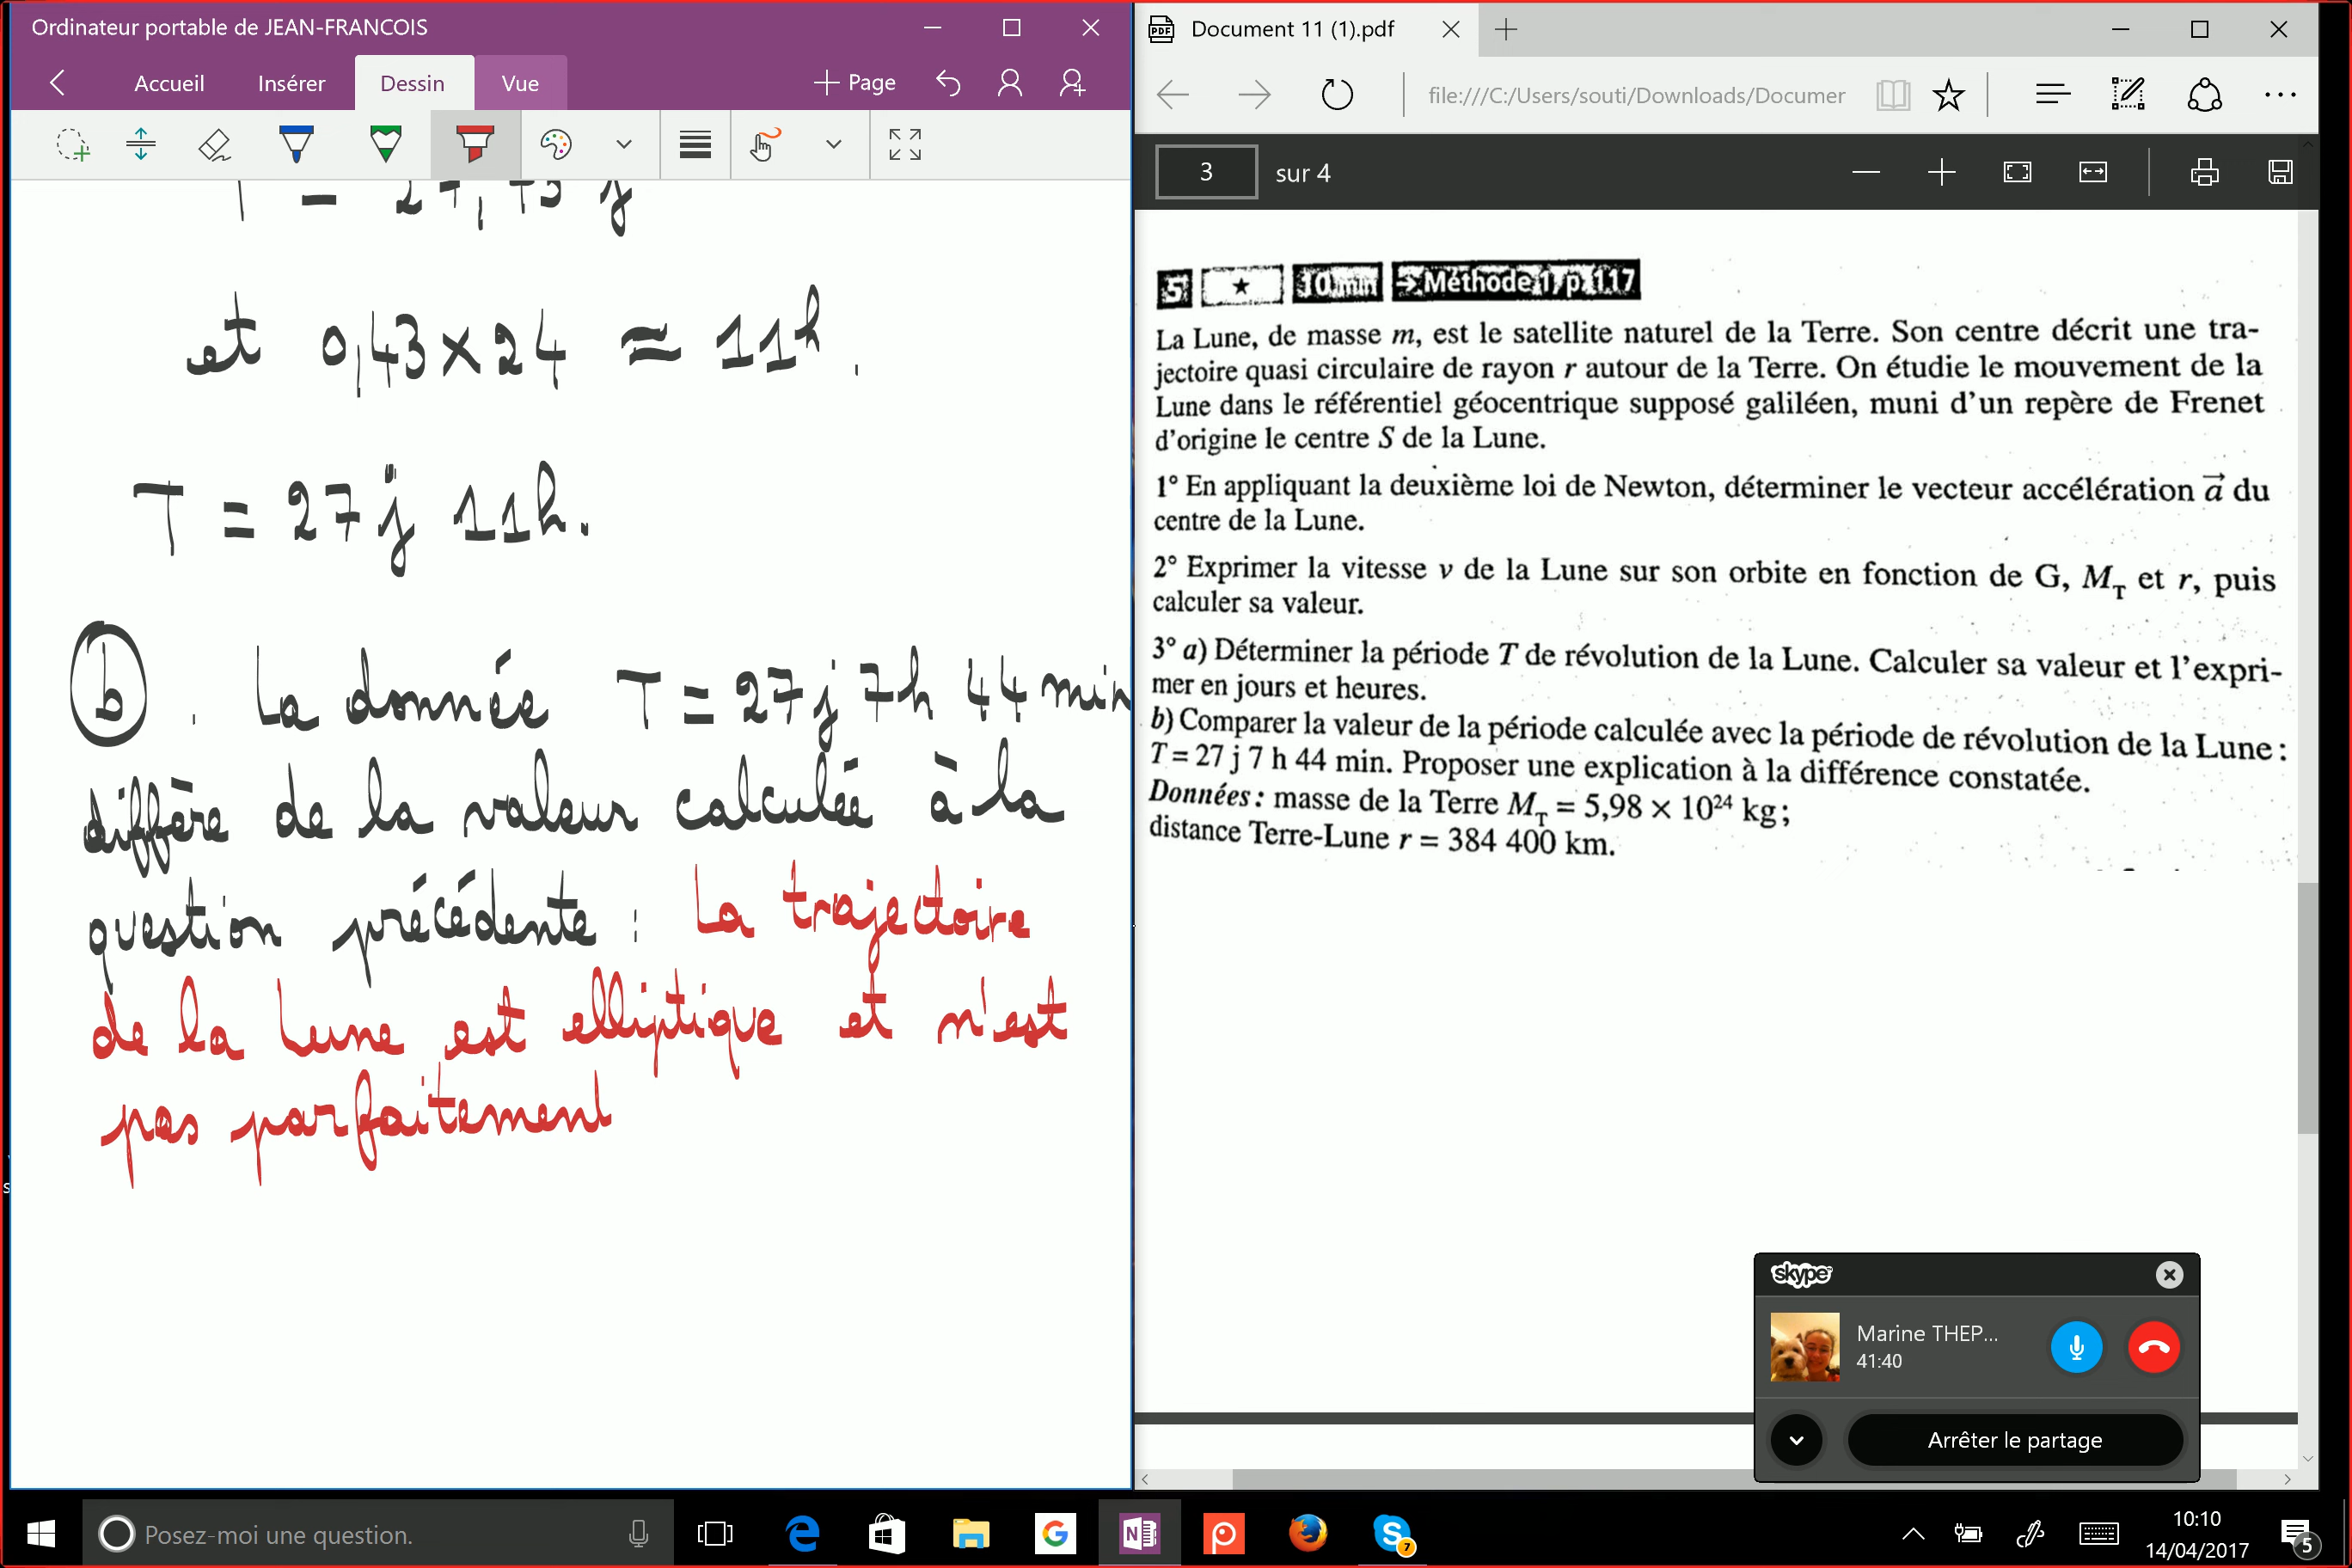 Ordinateur portable de JEAN-FRANCOIS
Accueil Insérer Dessin Vue
Page
et 0,43 × 24 ≈ 11h.
T = 27j 11h.
b. La donnée T = 27j 7h 44 min
diffère de la valeur calculée à la
question précédente : La trajectoire
de la Lune est elliptique et n'est
pas parfaitement
PDF Document 11 (1).pdf
file:///C:/Users/souti/Downloads/Documer
3 sur 4
5 ★ 10 min → Méthode 1, p. 117
La Lune, de masse m, est le satellite naturel de la Terre. Son centre décrit une tra-
jectoire quasi circulaire de rayon r autour de la Terre. On étudie le mouvement de la
Lune dans le référentiel géocentrique supposé galiléen, muni d'un repère de Frenet
d'origine le centre S de la Lune.
1° En appliquant la deuxième loi de Newton, déterminer le vecteur accélération a⃗ du
centre de la Lune.
2° Exprimer la vitesse v de la Lune sur son orbite en fonction de G, M_T et r, puis
calculer sa valeur.
3° a) Déterminer la période T de révolution de la Lune. Calculer sa valeur et l'expri-
mer en jours et heures.
b) Comparer la valeur de la période calculée avec la période de révolution de la Lune :
T = 27 j 7 h 44 min. Proposer une explication à la différence constatée.
Données : masse de la Terre M_T = 5,98 × 10²⁴ kg ;
distance Terre-Lune r = 384 400 km.
skype
Marine THEP...
41:40
Arrêter le partage
Posez-moi une question.
7
10:10
14/04/2017
5